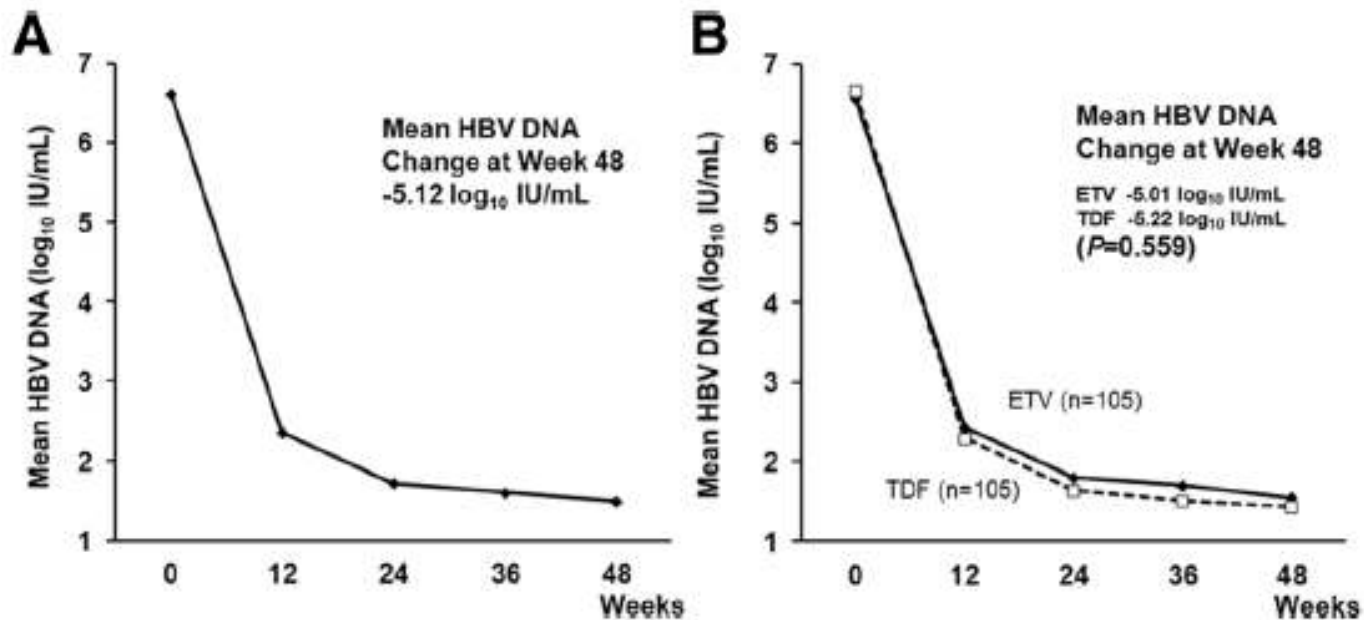 A
Mean HBV DNA (log10 IU/mL)
7
6
5
4
3
2
1
Mean HBV DNA
Change at Week 48
-5.12 log10 IU/mL
0 12 24 36 48
Weeks
B
Mean HBV DNA (log10 IU/mL)
7
6
5
4
3
2
1
Mean HBV DNA
Change at Week 48
ETV -5.01 log10 IU/mL
TDF -5.22 log10 IU/mL
(P=0.559)
ETV (n=105)
TDF (n=105)
0 12 24 36 48
Weeks